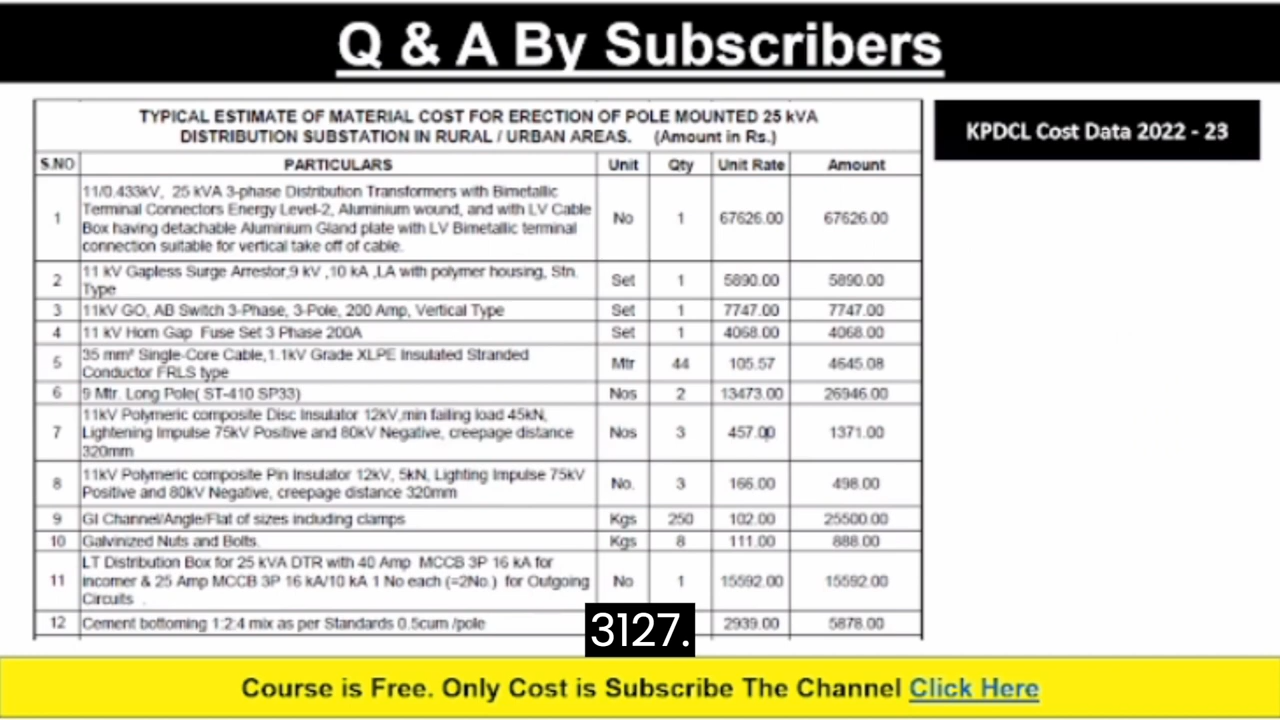 Q & A By Subscribers
TYPICAL ESTIMATE OF MATERIAL COST FOR ERECTION OF POLE MOUNTED 25 kVA
DISTRIBUTION SUBSTATION IN RURAL / URBAN AREAS. (Amount in Rs.)
KPDCL Cost Data 2022 - 23
S.NO PARTICULARS Unit Qty Unit Rate Amount
11/0.433kV, 25 kVA 3-phase Distribution Transformers with Bimetallic
Terminal Connectors Energy Level-2, Aluminium wound, and with LV Cable
1 Box having detachable Aluminium Gland plate with LV Bimetallic terminal No 1 67626.00 67626.00
connection suitable for vertical take off of cable.
2 11 kV Gapless Surge Arrestor,9 kV ,10 kA ,LA with polymer housing, Stn. Set 1 5890.00 5890.00
Type
3 11kV GO, AB Switch 3-Phase, 3-Pole, 200 Amp, Vertical Type Set 1 7747.00 7747.00
4 11 kV Horn Gap Fuse Set 3 Phase 200A Set 1 4068.00 4068.00
5 35 mm² Single-Core Cable,1.1kV Grade XLPE Insulated Stranded Mtr 44 105.57 4645.08
Conductor FRLS type
6 9 Mtr. Long Pole( ST-410 SP33) Nos 2 13473.00 26946.00
11kV Polymeric composite Disc Insulator 12kV,min failing load 45kN,
7 Lightening Impulse 75kV Positive and 80kV Negative, creepage distance Nos 3 457.00 1371.00
320mm
8 11kV Polymeric composite Pin Insulator 12kV, 5kN, Lighting Impulse 75kV No. 3 166.00 498.00
Positive and 80kV Negative, creepage distance 320mm
9 GI Channel/Angle/Flat of sizes including clamps Kgs 250 102.00 25500.00
10 Galvinized Nuts and Bolts. Kgs 8 111.00 888.00
LT Distribution Box for 25 kVA DTR with 40 Amp MCCB 3P 16 kA for
11 incomer & 25 Amp MCCB 3P 16 kA/10 kA 1 No each (=2No.) for Outgoing No 1 15592.00 15592.00
Circuits .
12 Cement bottoming 1:2:4 mix as per Standards 0.5cum /pole 2939.00 5878.00
3127.
Course is Free. Only Cost is Subscribe The Channel Click Here